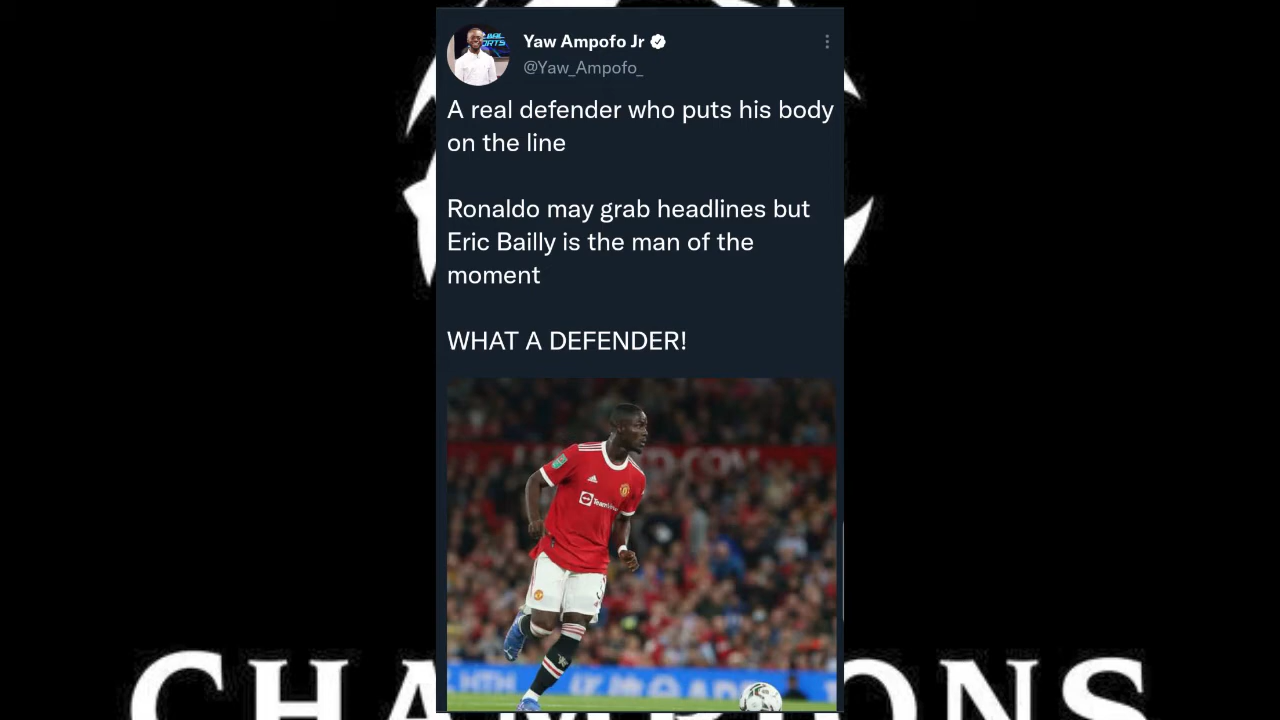 Yaw Ampofo Jr
@Yaw_Ampofo_
A real defender who puts his body
on the line
Ronaldo may grab headlines but
Eric Bailly is the man of the
moment
WHAT A DEFENDER!